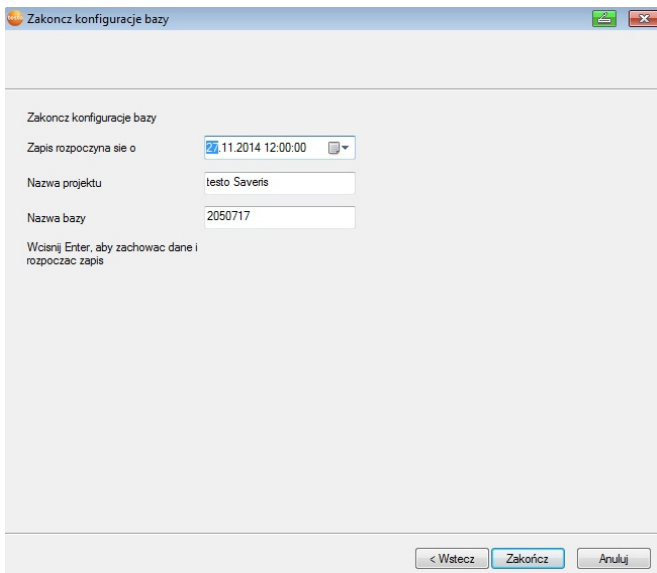 testo Zakoncz konfiguracje bazy
Zakoncz konfiguracje bazy
Zapis rozpoczyna sie o 27.11.2014 12:00:00
Nazwa projektu testo Saveris
Nazwa bazy 2050717
Wcisnij Enter, aby zachowac dane i
rozpoczac zapis
< Wstecz Zakończ Anuluj